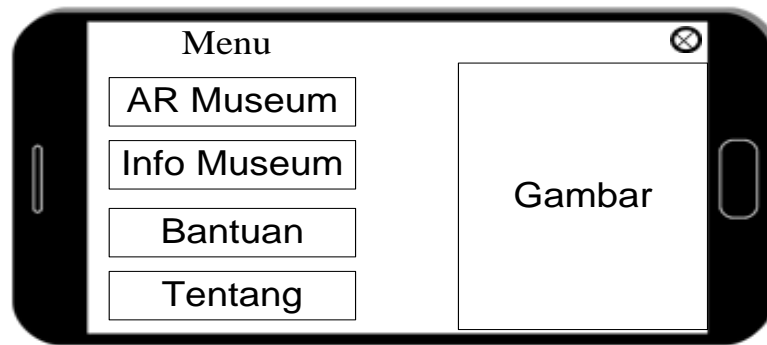 Menu
AR Museum
Info Museum
Bantuan
Tentang
Gambar